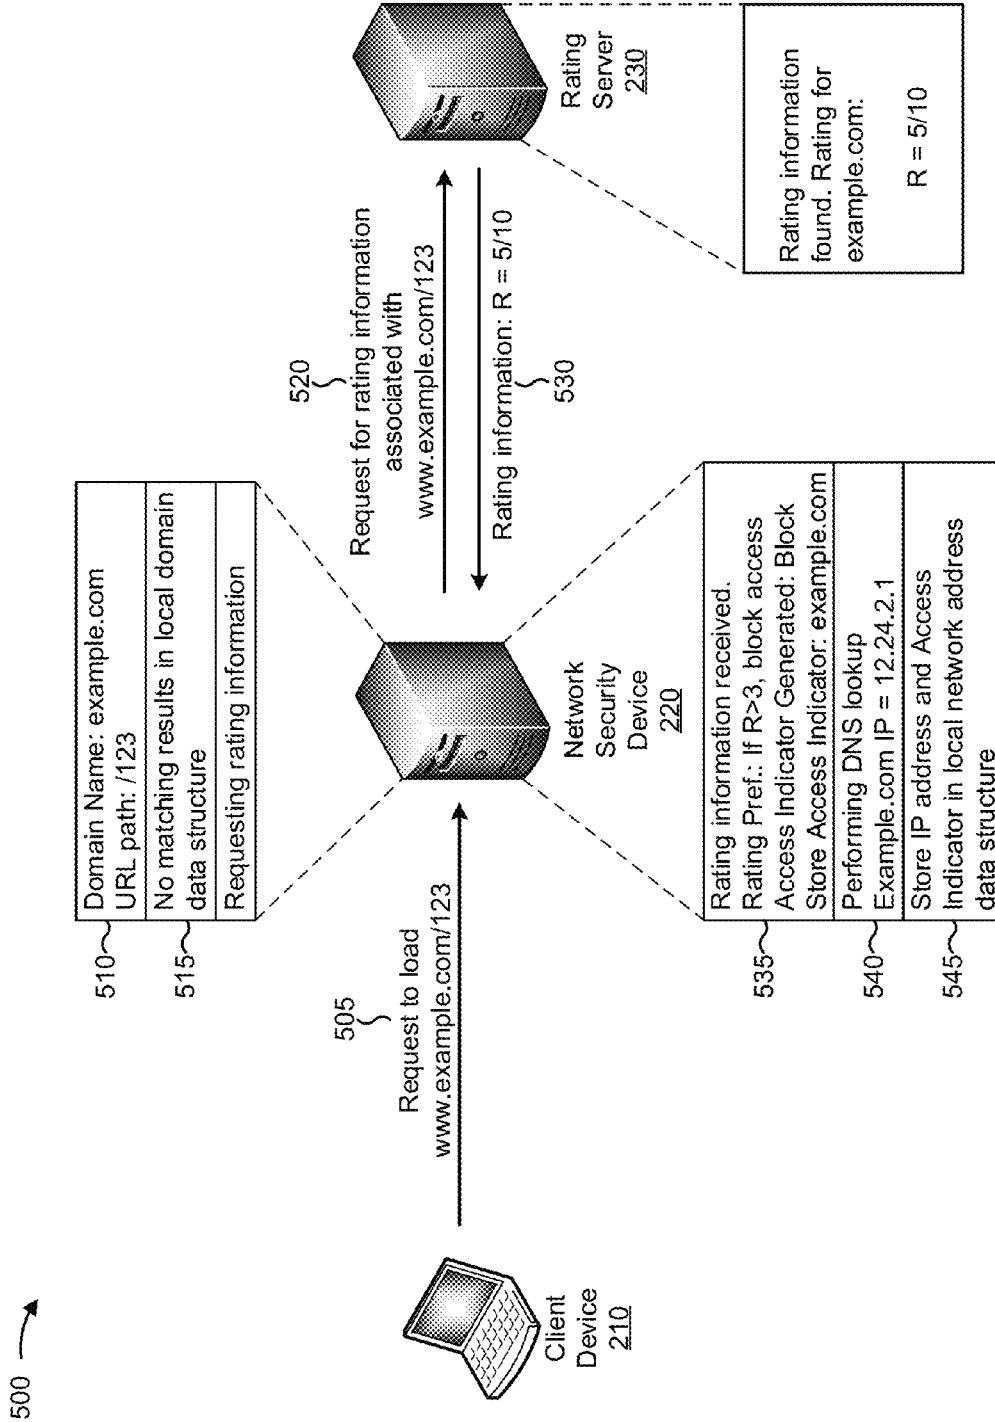 500
510
Domain Name: example.com
URL path: /123
515
No matching results in local domain
data structure
Requesting rating information
505
Request to load
www.example.com/123
520
Request for rating information
associated with
www.example.com/123
Rating information: R = 5/10
530
Client
Device
210
Network
Security
Device
220
Rating
Server
230
535
Rating information received.
Rating Pref.: If R>3, block access
Access Indicator Generated: Block
Store Access Indicator: example.com
540
Performing DNS lookup
Example.com IP = 12.24.2.1
545
Store IP address and Access
Indicator in local network address
data structure
Rating information
found. Rating for
example.com:
R = 5/10